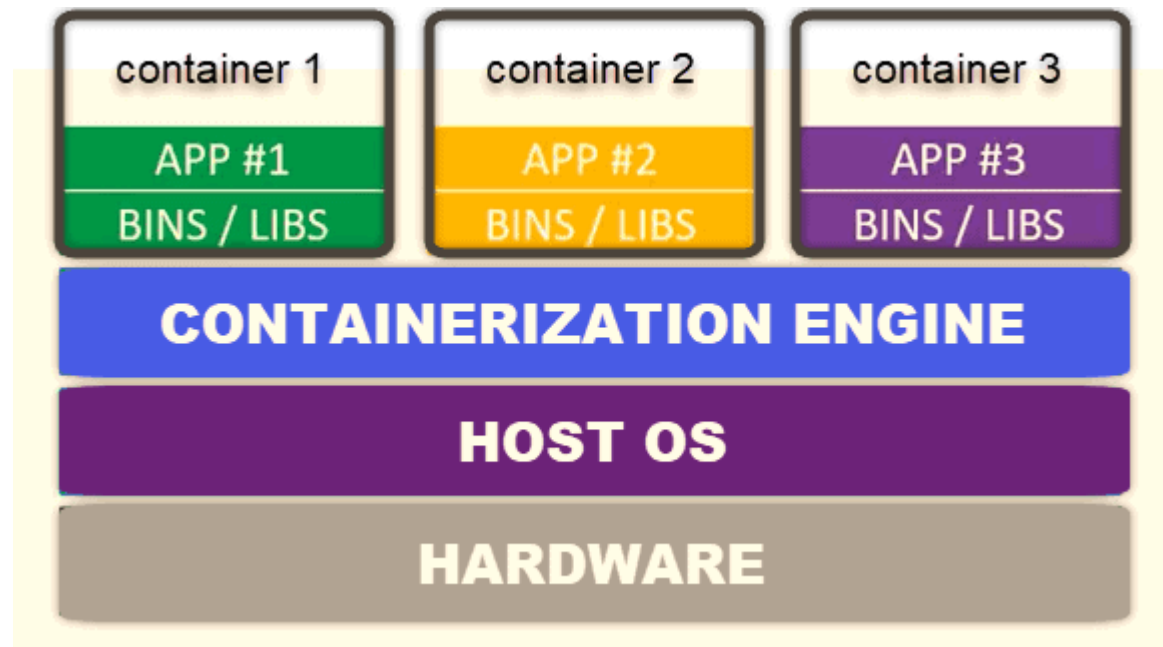 container 1
container 2
container 3
APP #1
APP #2
APP #3
BINS / LIBS
BINS / LIBS
BINS / LIBS
CONTAINERIZATION ENGINE
HOST OS
HARDWARE